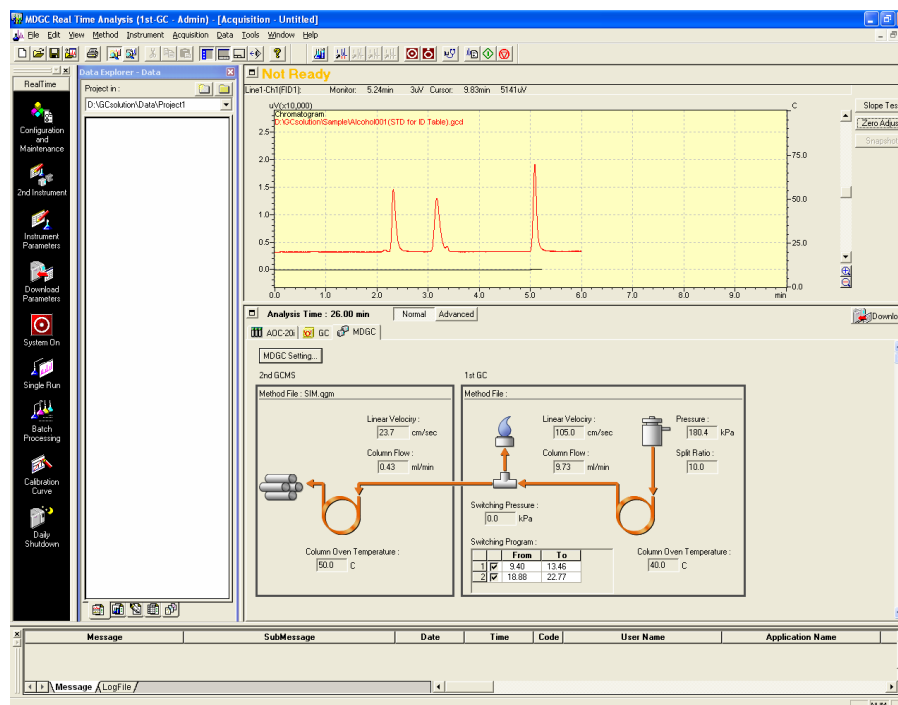 MDGC Real Time Analysis (1st-GC - Admin) - [Acquisition - Untitled]
File Edit View Method Instrument Acquisition Data Tools Window Help
RealTime
Configuration
and
Maintenance
2nd Instrument
Instrument
Parameters
Download
Parameters
System On
Single Run
Batch
Processing
Calibration
Curve
Daily
Shutdown
Data Explorer - Data
Project in :
D:\GCsolution\Data\Project1
Not Ready
Line1-Ch1(FID1): Monitor: 5.24min 3uV Cursor: 9.83min 5141uV
uV(x10,000)
Chromatogram
D:\GCsolution\Sample\Alcohol001(STD for ID Table).gcd
C
2.5
2.0
1.5
1.0
0.5
0.0
75.0
50.0
25.0
0.0
0.0 1.0 2.0 3.0 4.0 5.0 6.0 7.0 8.0 9.0 min
Slope Tes
Zero Adjus
Snapshot
Analysis Time : 26.00 min Normal Advanced
Downlo
AOC-20i GC MDGC
MDGC Setting...
2nd GCMS
Method File : SIM.qgm
Linear Velociry :
23.7 cm/sec
Column Flow :
0.43 ml/min
Column Oven Temperature :
50.0 C
1st GC
Method File :
Linear Velociry :
105.0 cm/sec
Pressure :
180.4 kPa
Column Flow :
9.73 ml/min
Split Ratio :
10.0
Switching Pressure :
0.0 kPa
Switching Program :
From To
1 9.40 13.46
2 18.88 22.77
Column Oven Temperature :
40.0 C
Message SubMessage Date Time Code User Name Application Name
Message LogFile